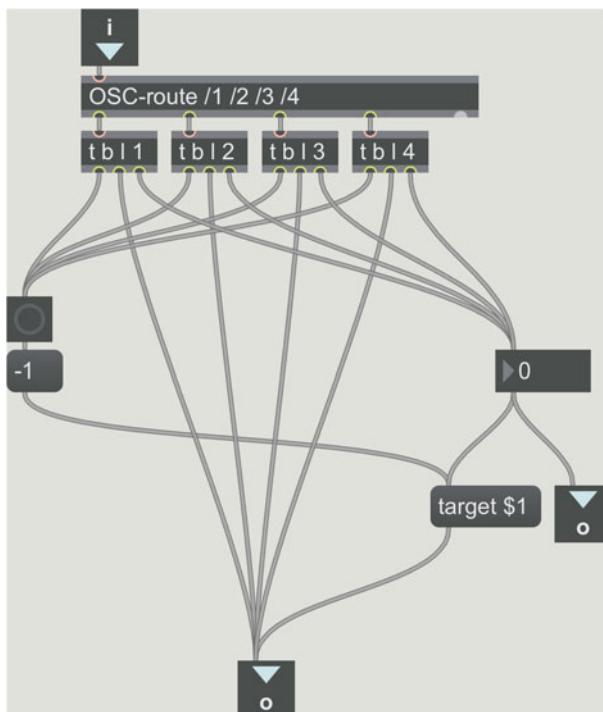 i
OSC-route /1 /2 /3 /4
t b l 1
t b l 2
t b l 3
t b l 4
-1
0
target $1
o
o